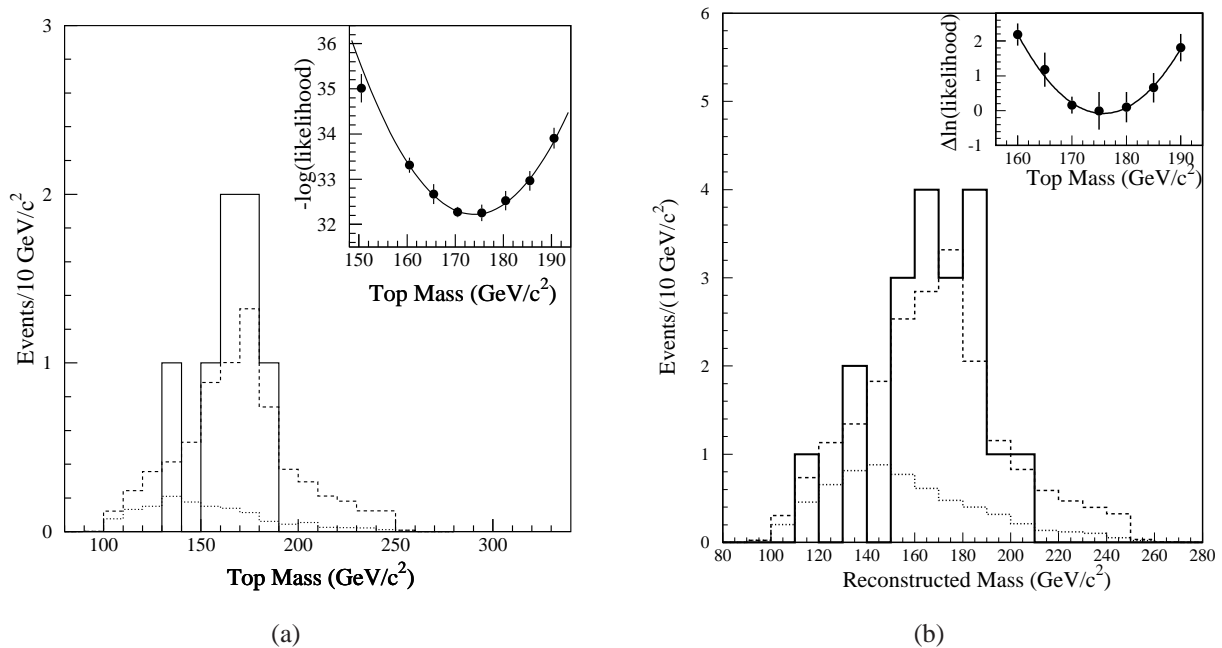 3
2
1
0
Events/10 GeV/c²
100 150 200 250 300
Top Mass (GeV/c²)
36
35
34
33
32
-log(likelihood)
150 160 170 180 190
Top Mass (GeV/c²)
(a)
6
5
4
3
2
1
0
Events/(10 GeV/c²)
80 100 120 140 160 180 200 220 240 260 280
Reconstructed Mass (GeV/c²)
2
1
0
-1
Δln(likelihood)
160 170 180 190
Top Mass (GeV/c²)
(b)